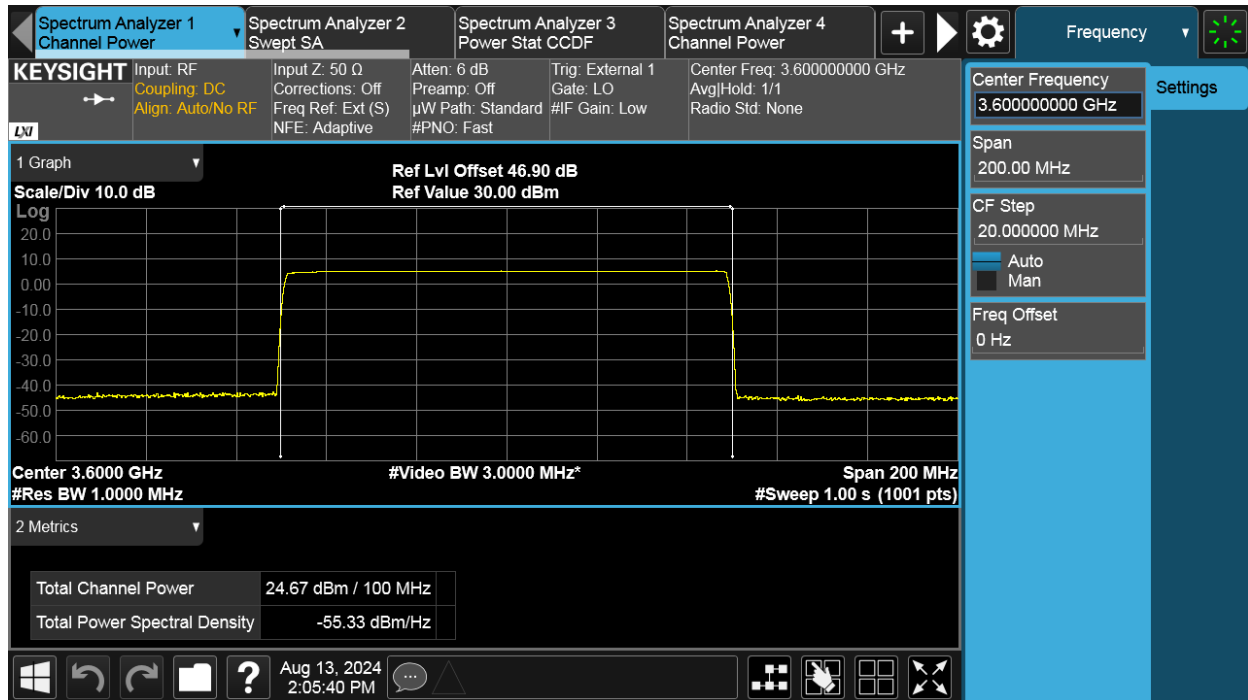 Spectrum Analyzer 1
Channel Power
Spectrum Analyzer 2
Swept SA
Spectrum Analyzer 3
Power Stat CCDF
Spectrum Analyzer 4
Channel Power
Frequency
KEYSIGHT
LXI
Input: RF
Coupling: DC
Align: Auto/No RF
Input Z: 50 Ω
Corrections: Off
Freq Ref: Ext (S)
NFE: Adaptive
Atten: 6 dB
Preamp: Off
µW Path: Standard
#PNO: Fast
Trig: External 1
Gate: LO
#IF Gain: Low
Center Freq: 3.600000000 GHz
Avg|Hold: 1/1
Radio Std: None
Center Frequency
3.600000000 GHz
Settings
Span
200.00 MHz
CF Step
20.000000 MHz
Auto
Man
Freq Offset
0 Hz
1 Graph
Scale/Div 10.0 dB
Ref Lvl Offset 46.90 dB
Ref Value 30.00 dBm
Log
20.0
10.0
0.00
-10.0
-20.0
-30.0
-40.0
-50.0
-60.0
Center 3.6000 GHz
#Video BW 3.0000 MHz*
Span 200 MHz
#Res BW 1.0000 MHz
#Sweep 1.00 s (1001 pts)
2 Metrics
Total Channel Power 24.67 dBm / 100 MHz
Total Power Spectral Density -55.33 dBm/Hz
?
Aug 13, 2024
2:05:40 PM